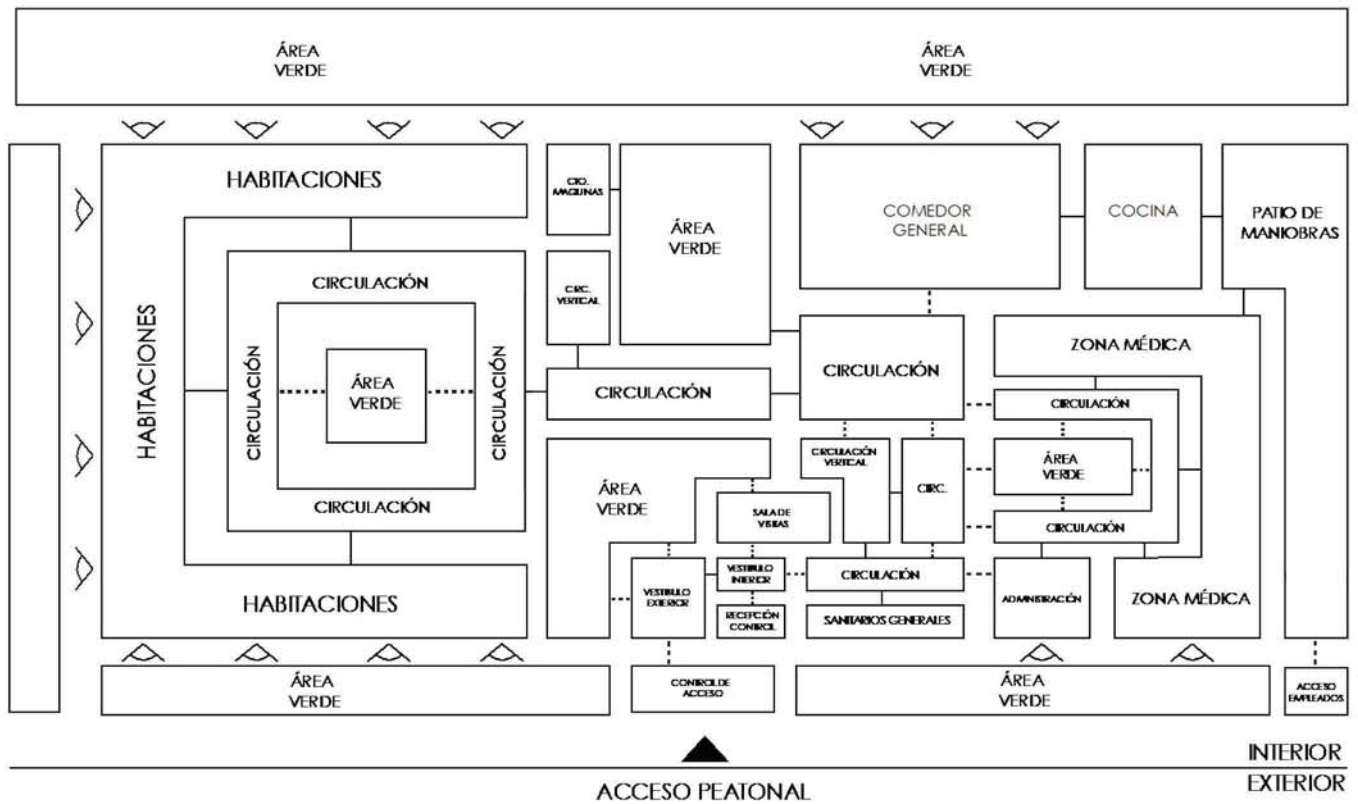 ÁREA
VERDE
ÁREA
VERDE
HABITACIONES
CTO.
MAQUINAS
ÁREA
VERDE
COMEDOR
GENERAL
COCINA
PATIO DE
MANIOBRAS
CIRCULACIÓN
CIRC.
VERTICAL
HABITACIONES
CIRCULACIÓN
ÁREA
VERDE
CIRCULACIÓN
CIRCULACIÓN
CIRCULACIÓN
ZONA MÉDICA
CIRCULACIÓN
CIRCULACIÓN
VERTICAL
CIRC.
ÁREA
VERDE
CIRCULACIÓN
ÁREA
VERDE
SALA DE
VISITAS
CIRCULACIÓN
HABITACIONES
VESTIBULO
EXTERIOR
VESTIBULO
INTERIOR
CIRCULACIÓN
ADMINISTRACIÓN
ZONA MÉDICA
RECEPCIÓN
CONTROL
SANITARIOS GENERALES
ÁREA
VERDE
CONTROL DE
ACCESO
ÁREA
VERDE
ACCESO
EMPLEADOS
INTERIOR
EXTERIOR
ACCESO PEATONAL